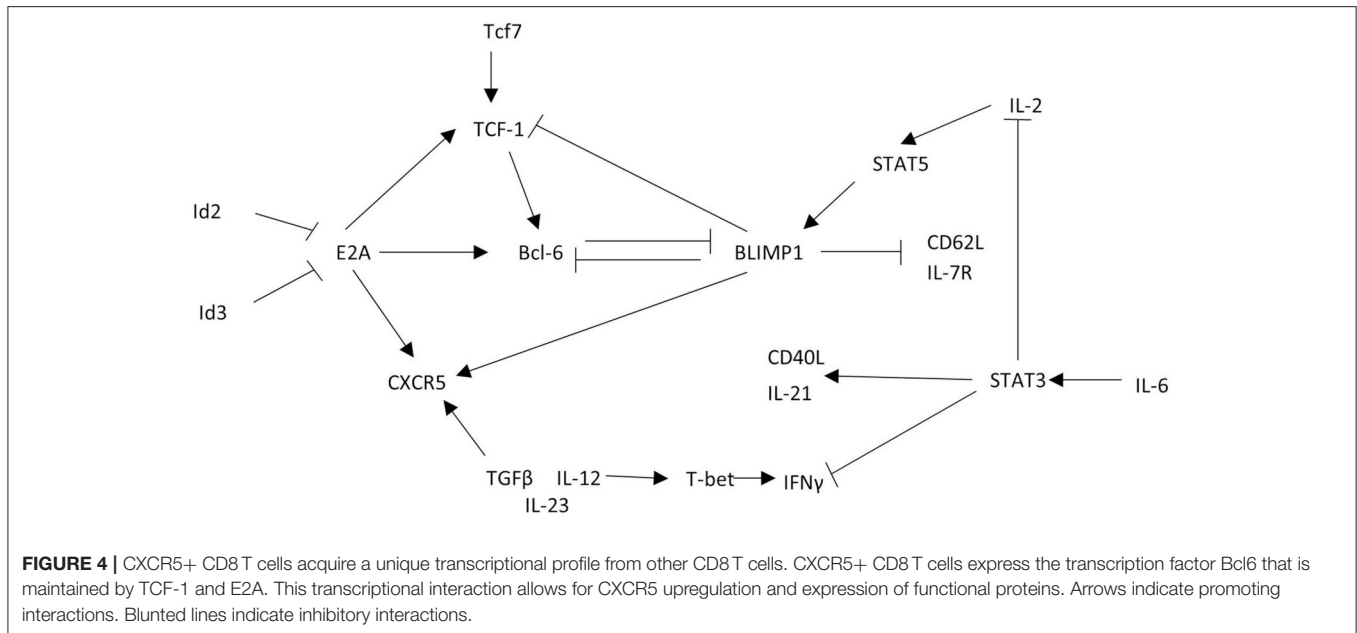 Tcf7
IL-2
TCF-1
STAT5
Id2
E2A
Bcl-6
BLIMP1
CD62L
IL-7R
Id3
CXCR5
CD40L
IL-21
STAT3
IL-6
TGFβ
IL-12
IL-23
T-bet
IFNγ
FIGURE 4 | CXCR5+ CD8 T cells acquire a unique transcriptional profile from other CD8 T cells. CXCR5+ CD8 T cells express the transcription factor Bcl6 that is
maintained by TCF-1 and E2A. This transcriptional interaction allows for CXCR5 upregulation and expression of functional proteins. Arrows indicate promoting
interactions. Blunted lines indicate inhibitory interactions.